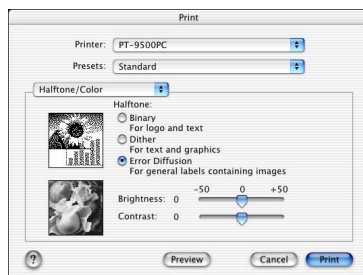 Print
Printer: PT-9500PC
Presets: Standard
Halftone/Color
Halftone:
Binary
For logo and text
Dither
For text and graphics
Error Diffusion
For general labels containing images
-50 0 +50
Brightness: 0
Contrast: 0
? Preview Cancel Print